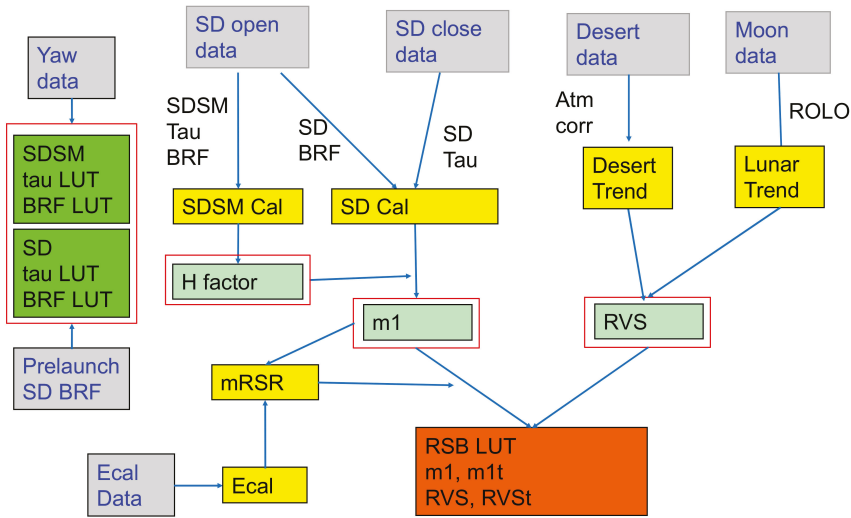 Yaw
data
SD open
data
SD close
data
Desert
data
Moon
data
SDSM
Tau
BRF
SD
BRF
SD
Tau
Atm
corr
ROLO
SDSM
tau LUT
BRF LUT
SD
tau LUT
BRF LUT
SDSM Cal
SD Cal
Desert
Trend
Lunar
Trend
H factor
m1
RVS
Prelaunch
SD BRF
mRSR
Ecal
Data
Ecal
RSB LUT
m1, m1t
RVS, RVSt